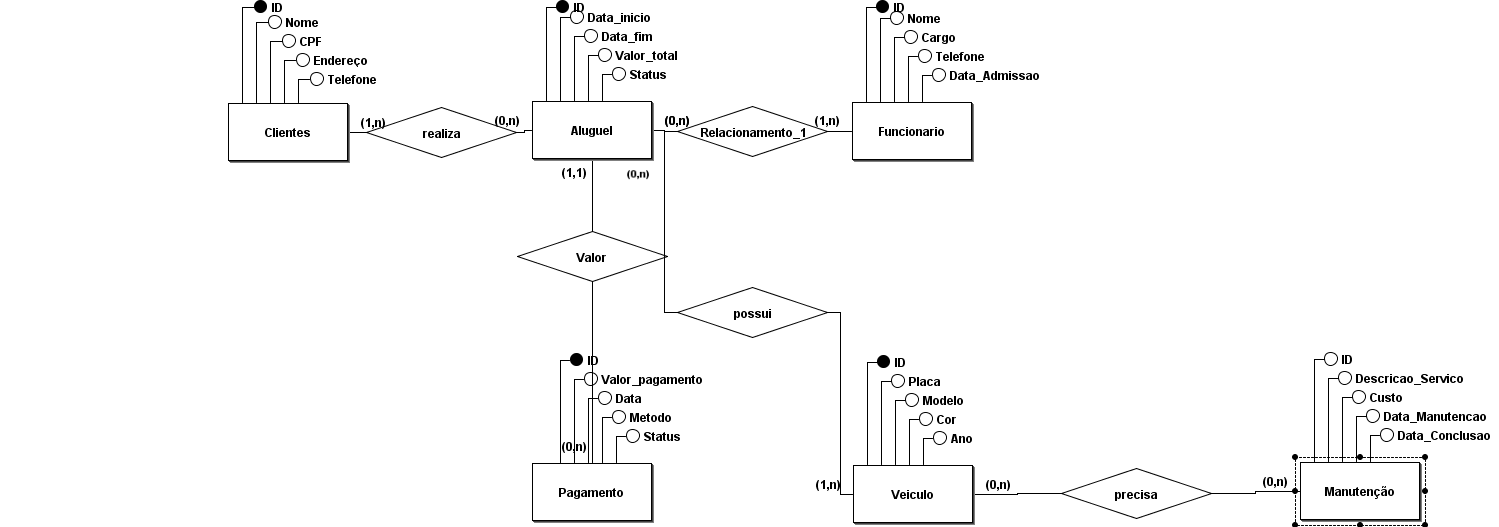 ID
Nome
CPF
Endereço
Telefone
Clientes
(1,n)
realiza
(0,n)
ID
Data_inicio
Data_fim
Valor_total
Status
Aluguel
(0,n)
Relacionamento_1
(1,n)
ID
Nome
Cargo
Telefone
Data_Admissao
Funcionario
(1,1)
(0,n)
Valor
possui
ID
Valor_pagamento
Data
Metodo
Status
(0,n)
Pagamento
ID
Placa
Modelo
Cor
Ano
(1,n)
Veiculo
(0,n)
precisa
(0,n)
ID
Descricao_Servico
Custo
Data_Manutencao
Data_Conclusao
Manutenção